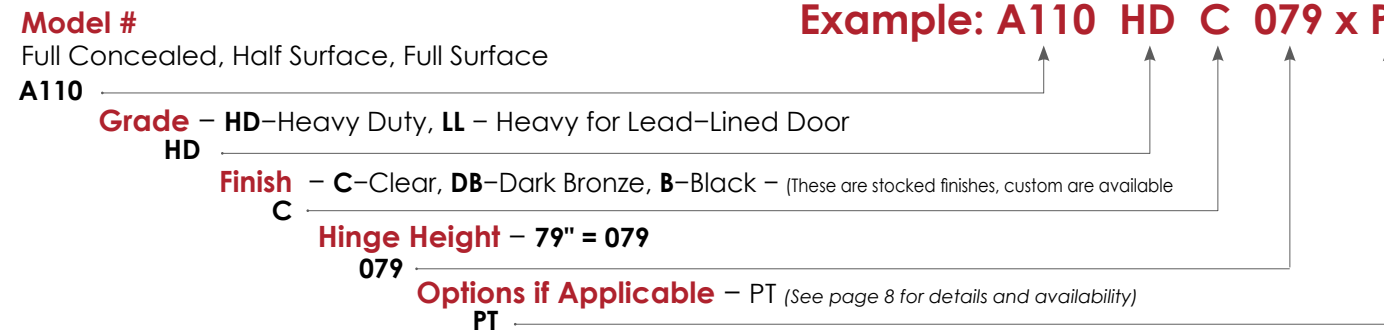 Model #
Example: A110 HD C 079 x
Full Concealed, Half Surface, Full Surface
A110
Grade – HD–Heavy Duty, LL – Heavy for Lead–Lined Door
HD
Finish – C–Clear, DB–Dark Bronze, B–Black – (These are stocked finishes, custom are available
C
Hinge Height – 79" = 079
079
Options if Applicable – PT (See page 8 for details and availability)
PT